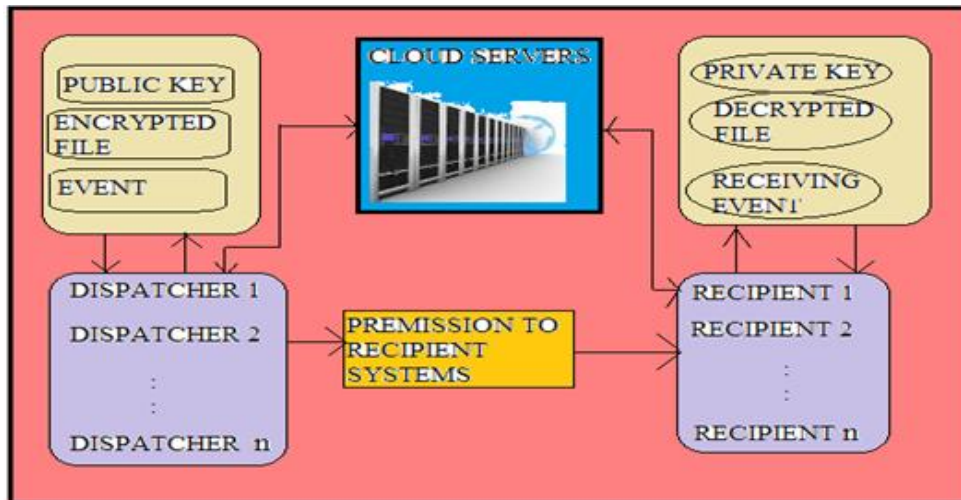 PUBLIC KEY
ENCRYPTED
FILE
EVENT
CLOUD SERVERS
PRIVATE KEY
DECRYPTED
FILE
RECEIVING
EVENT
DISPATCHER 1
DISPATCHER 2
:
:
DISPATCHER n
PREMISSION TO
RECIPIENT
SYSTEMS
RECIPIENT 1
RECIPIENT 2
:
:
RECIPIENT n